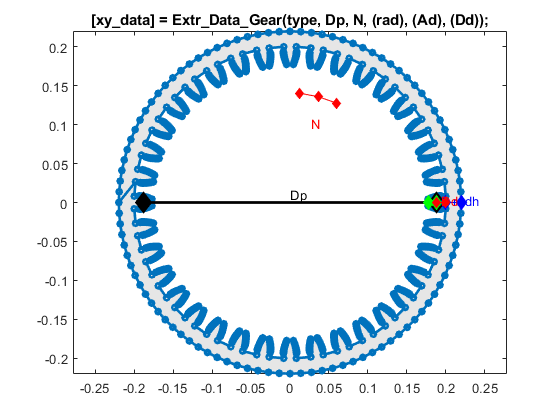 [xy_data] = Extr_Data_Gear(type, Dp, N, (rad), (Ad), (Dd));
0.2
0.15
N
0.1
0.05
Dp
0
dh
-0.05
-0.1
-0.15
-0.2
-0.25 -0.2 -0.15 -0.1 -0.05 0 0.05 0.1 0.15 0.2 0.25